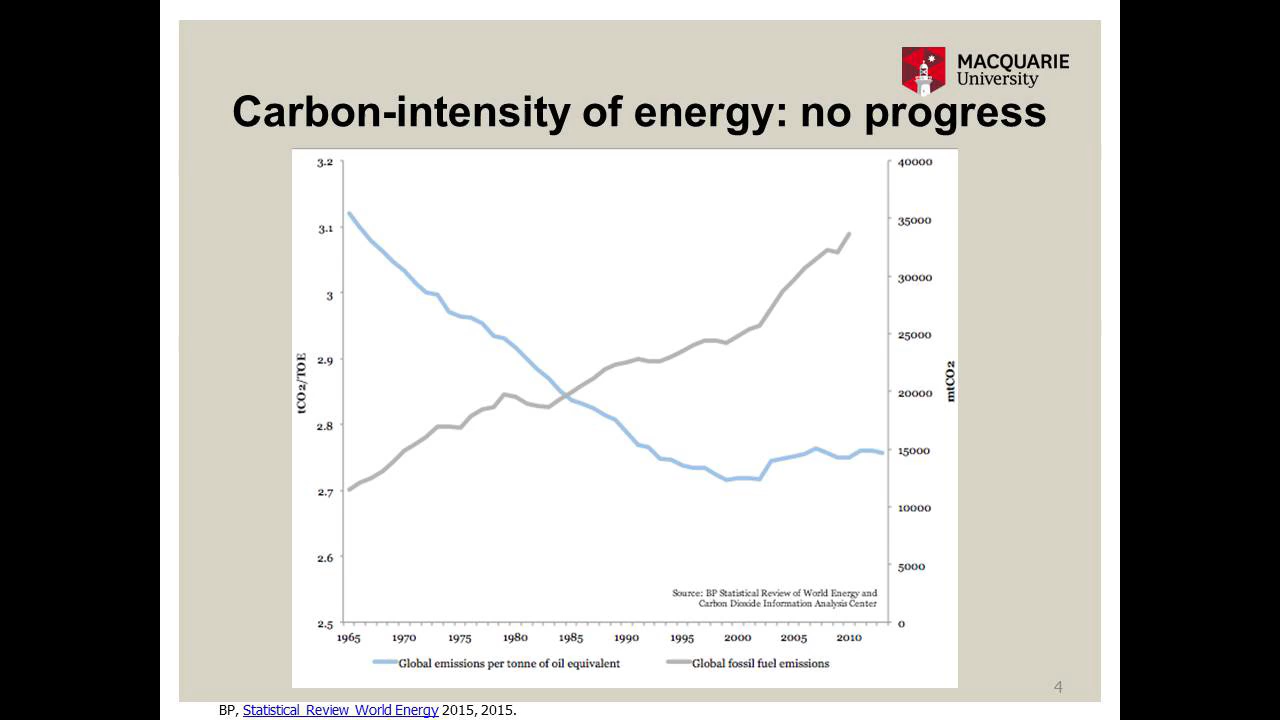 MACQUARIE
University
Carbon-intensity of energy: no progress
3.2
3.1
3
2.9
2.8
2.7
2.6
2.5
tCO2/TOE
40000
35000
30000
25000
20000
15000
10000
5000
0
mtCO2
Source: BP Statistical Review of World Energy and
Carbon Dioxide Information Analysis Center
1965 1970 1975 1980 1985 1990 1995 2000 2005 2010
Global emissions per tonne of oil equivalent Global fossil fuel emissions
4
BP, Statistical Review World Energy 2015, 2015.